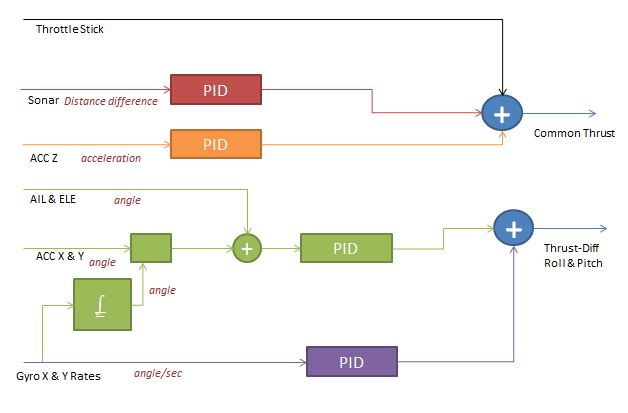 Throttle Stick
PID
Sonar Distance difference
+
Common Thrust
PID
ACC Z acceleration
AIL & ELE angle
+
Thrust-Diff
Roll & Pitch
ACC X & Y angle
+
PID
angle
∫
PID
Gyro X & Y Rates angle/sec